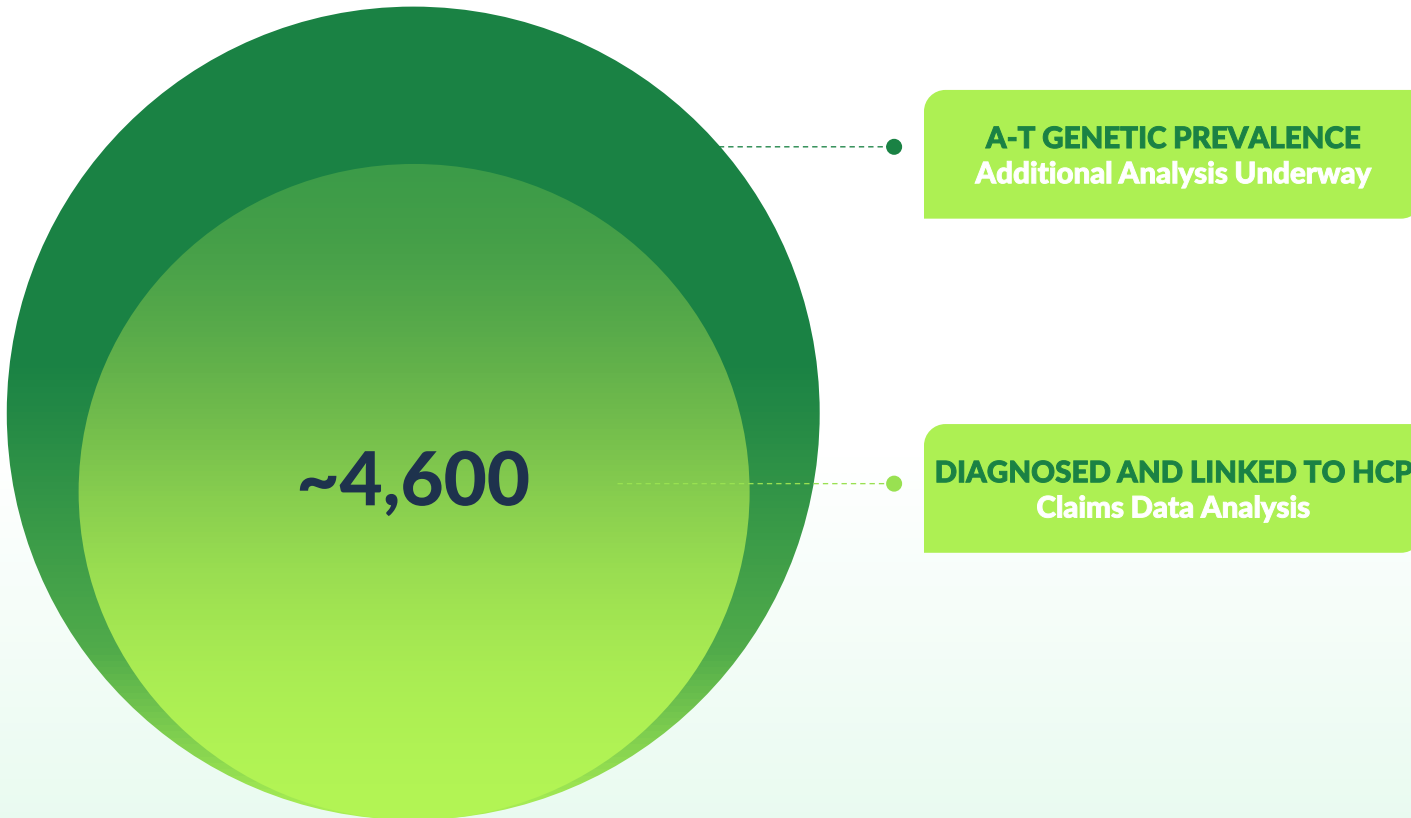 A-T GENETIC PREVALENCE
Additional Analysis Underway
~4,600
DIAGNOSED AND LINKED TO HCP
Claims Data Analysis